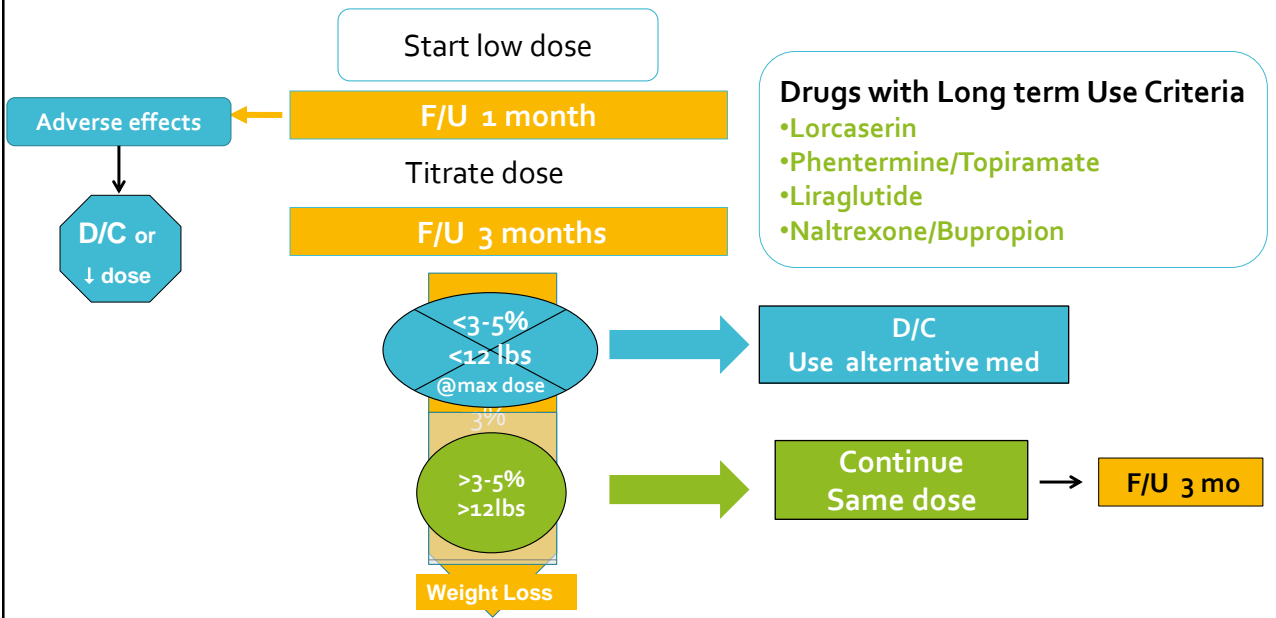 Start low dose
F/U 1 month
Adverse effects
D/C or
↓ dose
Titrate dose
F/U 3 months
Drugs with Long term Use Criteria
•Lorcaserin
•Phentermine/Topiramate
•Liraglutide
•Naltrexone/Bupropion
<3-5%
<12 lbs
@max dose
3%
D/C
Use alternative med
>3-5%
>12lbs
Continue
Same dose
F/U 3 mo
Weight Loss